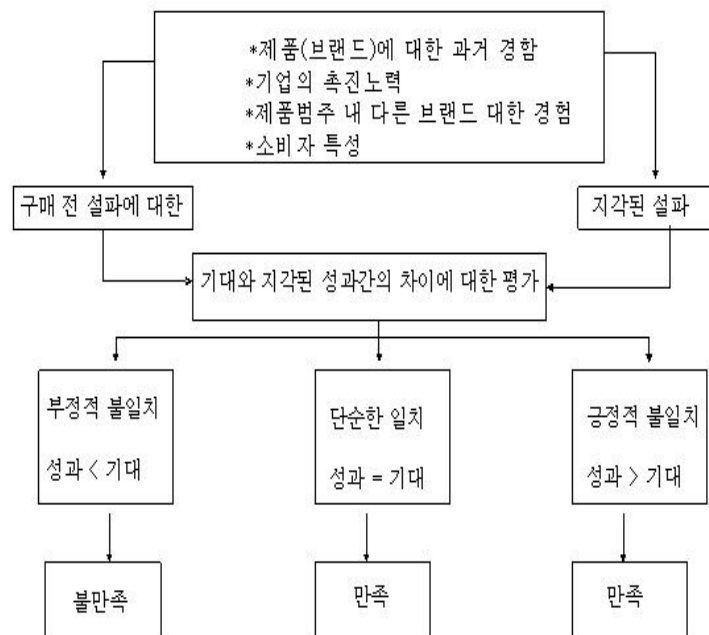 *제품(브랜드)에 대한 과거 경함
*기업의 촉진노력
*제품범주 내 다른 브랜드 대한 경험
*소비자 특성
구매 전 설파에 대한
지각된 설파
기대와 지각된 성과간의 차이에 대한 평가
부정적 불일치
성과 < 기대
단순한 일치
성과 = 기대
긍정적 불일치
성과 > 기대
불만족
만족
만족